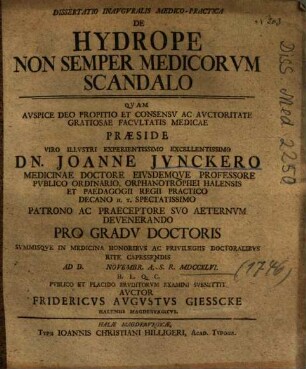 DISSERTATIO INAVGVRALIS MEDICO-PRACTICA
DE
HYDROPE
NON SEMPER MEDICORVM
SCANDALO
QVAM
AVSPICE DEO PROPITIO ET CONSENSV AC AVCTORITATE
GRATIOSAE FACVLTATIS MEDICAE
PRÆSIDE
VIRO ILLVSTRI EXPERIENTISSIMO EXCELLENTISSIMO
DN. JOANNE JVNCKERO
MEDICINAE DOCTORE EIVSDEMQVE PROFESSORE
PVBLICO ORDINARIO, ORPHANOTROPHEI HALENSIS
ET PAEDAGOGII REGII PRACTICO
DECANO H. T. SPECTATISSIMO
PATRONO AC PRAECEPTORE SVO AETERNVM
DEVENERANDO
PRO GRADV DOCTORIS
SVMMISQVE IN MEDICINA HONORIBVS AC PRIVILEGIIS DOCTORALIBVS
RITE CAPESSENDIS
AD D. NOVEMBR. A. S. R. MDCCXLVI.
H. L. Q. C.
PVBLICO ET PLACIDO ERVDITORVM EXAMINI SVBMITTIT
AVCTOR
FRIDERICVS AVGVSTVS GIESSCKE
HALAE MAGDEBVRGICAE,
TYPIS IOANNIS CHRISTIANI HILLIGERI, ACAD. TYPOGR.
Diss. Med. 2250
(1746)